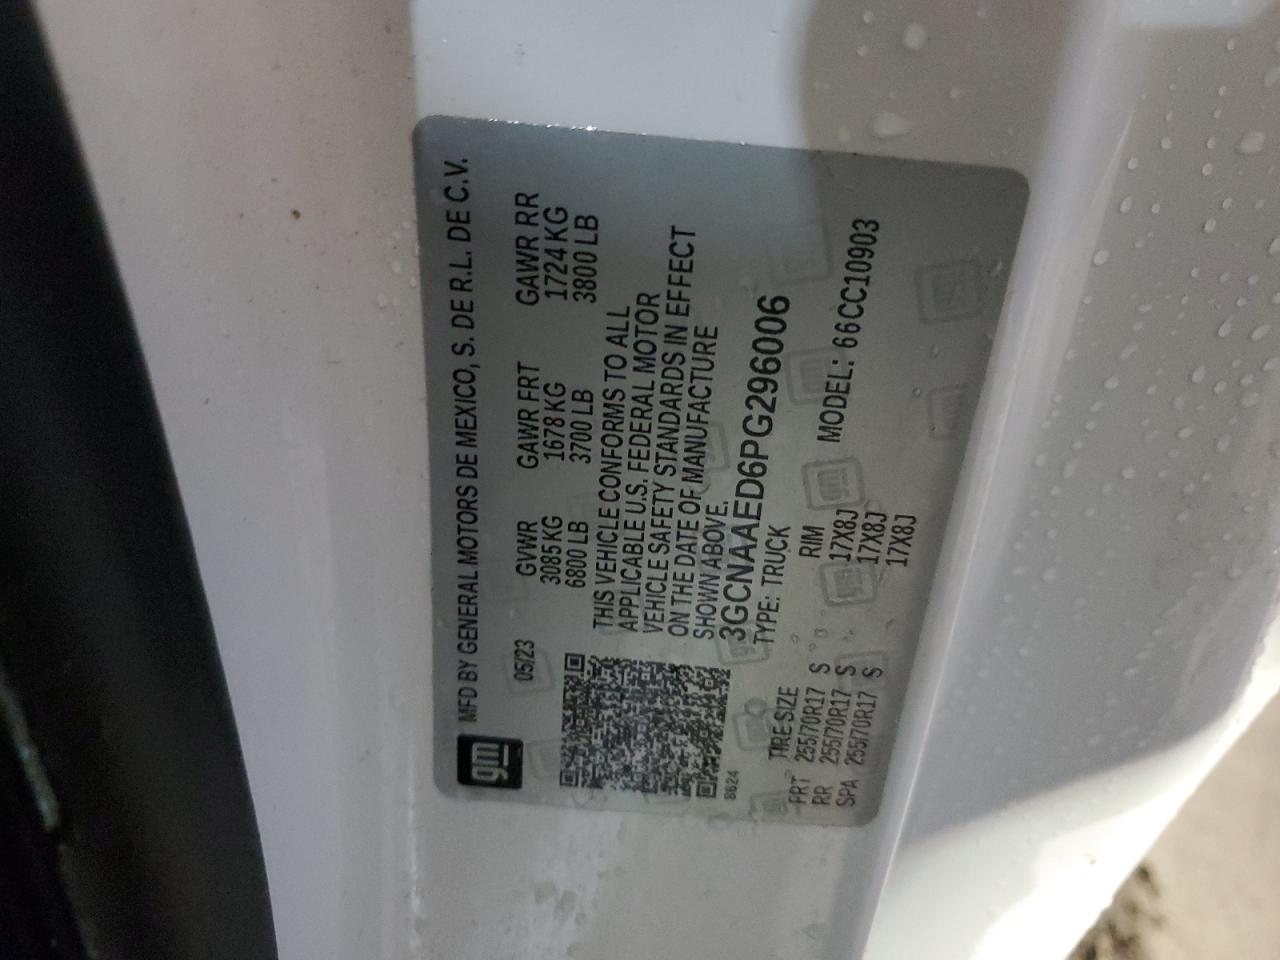 gm MFD BY GENERAL MOTORS DE MEXICO, S. DE R.L. DE C.V.
05/23 GVWR GAWR FRT GAWR RR
3085 KG 1678 KG 1724 KG
6800 LB 3700 LB 3800 LB
THIS VEHICLE CONFORMS TO ALL
APPLICABLE U.S. FEDERAL MOTOR
VEHICLE SAFETY STANDARDS IN EFFECT
ON THE DATE OF MANUFACTURE
SHOWN ABOVE.
8624
3GCNAAED6PG296006
TYPE: TRUCK
TIRE SIZE RIM MODEL: 66CC10903
FRT 255/70R17 S 17X8J
RR 255/70R17 S 17X8J
SPA 255/70R17 S 17X8J